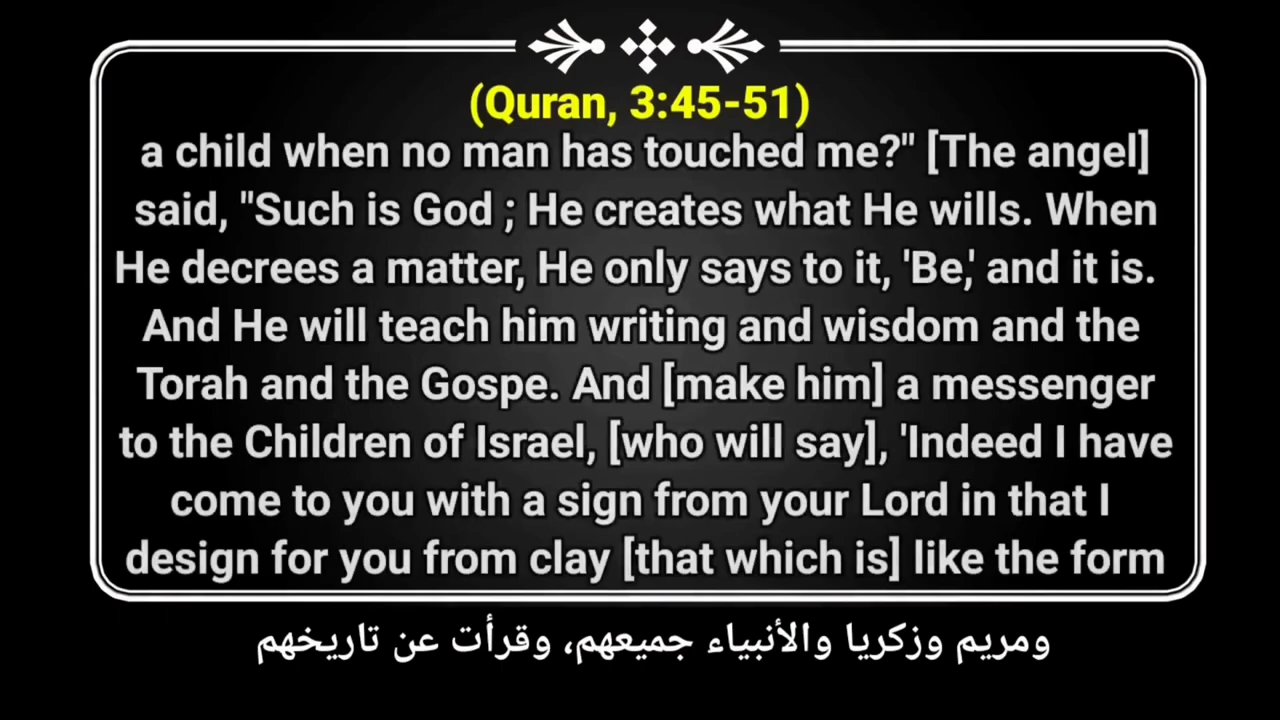 (Quran, 3:45-51)
a child when no man has touched me?" [The angel]
said, "Such is God ; He creates what He wills. When
He decrees a matter, He only says to it, 'Be,' and it is.
And He will teach him writing and wisdom and the
Torah and the Gospe. And [make him] a messenger
to the Children of Israel, [who will say], 'Indeed I have
come to you with a sign from your Lord in that I
design for you from clay [that which is] like the form
ومريم وزكريا والأنبياء جميعهم، وقرأت عن تاريخهم